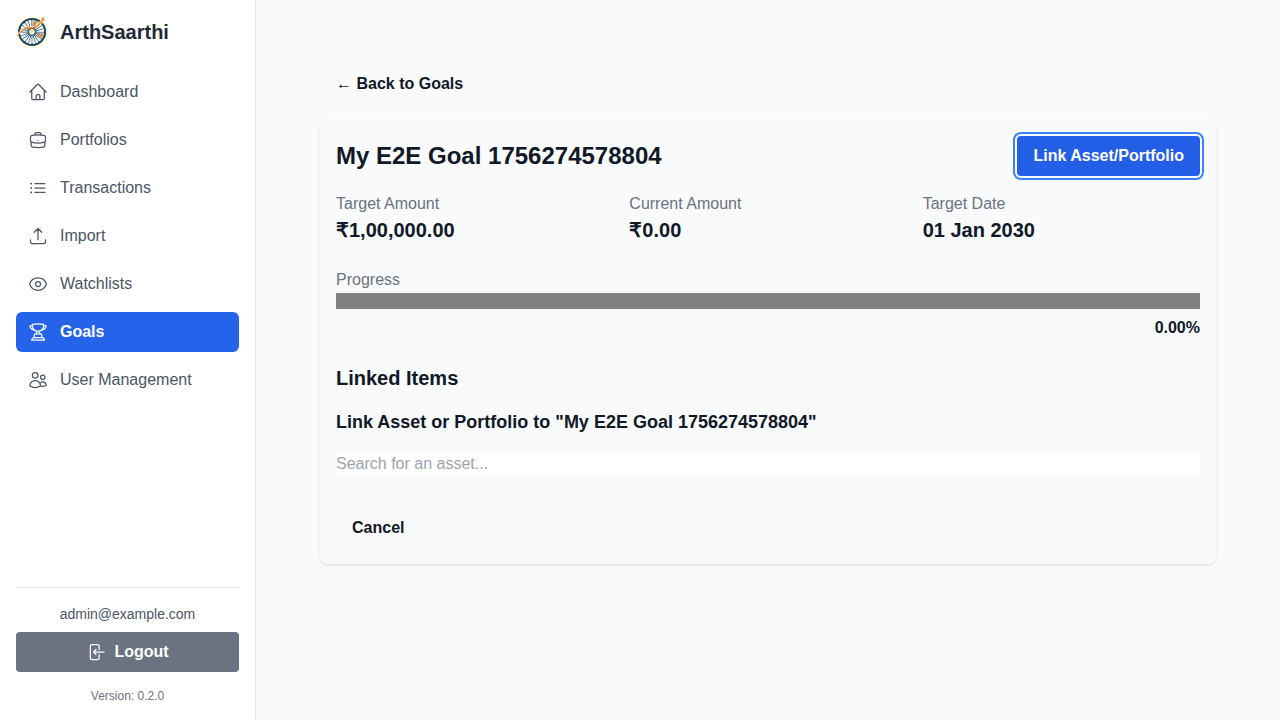 ArthSaarthi
Dashboard
Portfolios
Transactions
Import
Watchlists
Goals
User Management
admin@example.com
Logout
Version: 0.2.0
← Back to Goals
My E2E Goal 1756274578804
Link Asset/Portfolio
Target Amount
₹1,00,000.00
Current Amount
₹0.00
Target Date
01 Jan 2030
Progress
0.00%
Linked Items
Link Asset or Portfolio to "My E2E Goal 1756274578804"
Search for an asset...
Cancel